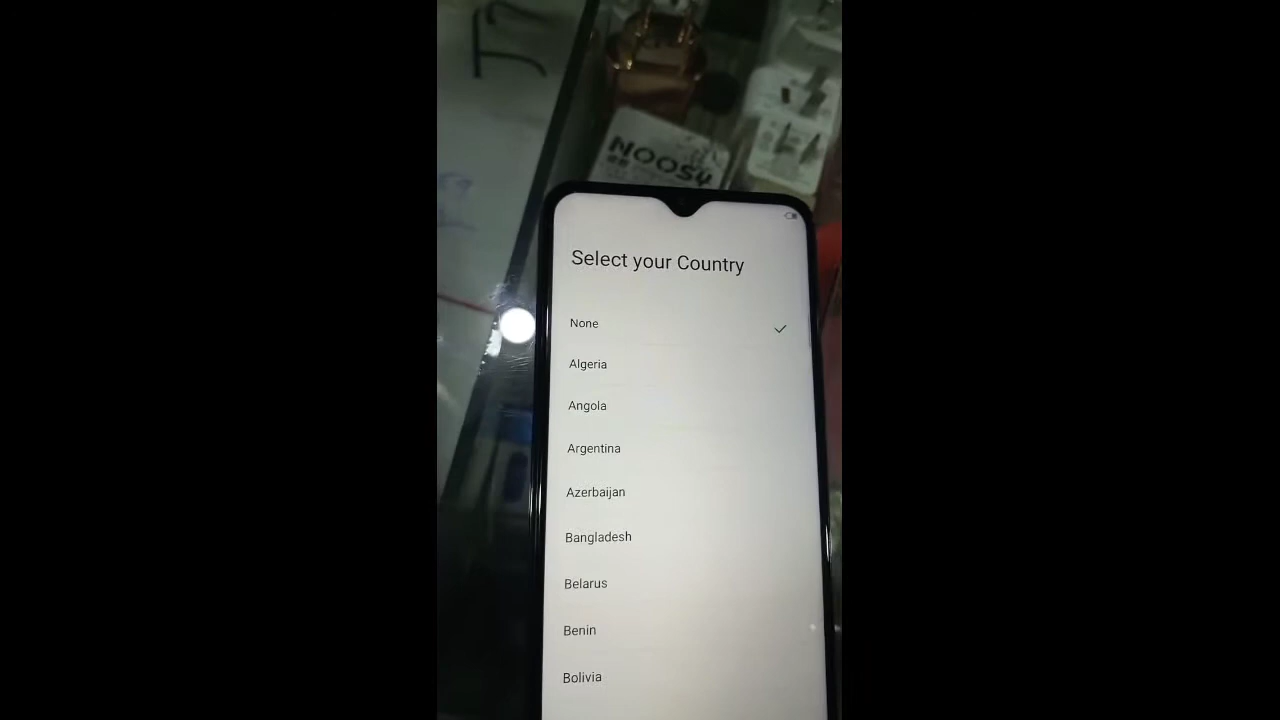 NOOSY
Select your Country
None
Algeria
Angola
Argentina
Azerbaijan
Bangladesh
Belarus
Benin
Bolivia